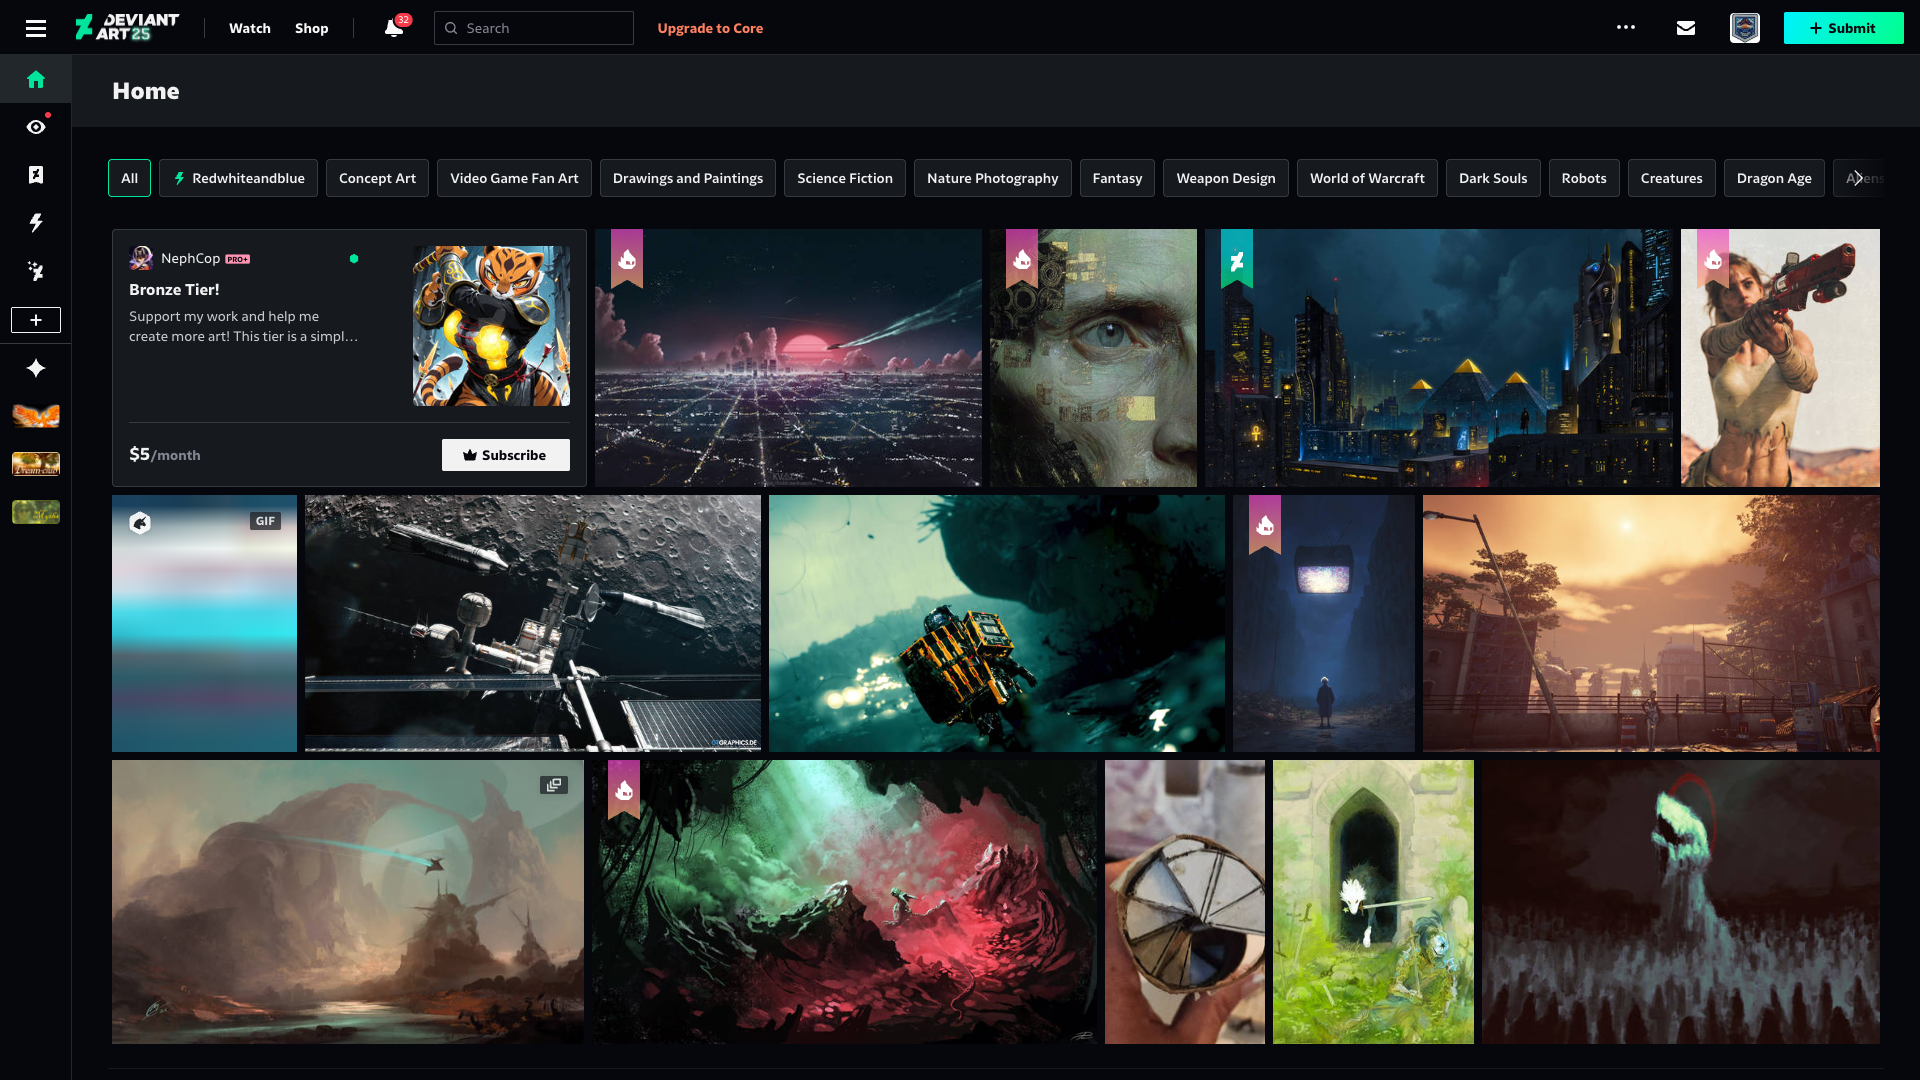 DEVIANT
ART 25
Watch
Shop
32
Search
Upgrade to Core
+ Submit
Home
All
Redwhiteandblue
Concept Art
Video Game Fan Art
Drawings and Paintings
Science Fiction
Nature Photography
Fantasy
Weapon Design
World of Warcraft
Dark Souls
Robots
Creatures
Dragon Age
Aliens
NephCop PRO+
Bronze Tier!
Support my work and help me
create more art! This tier is a simpl...
$5/month
Subscribe
GIF
GRAPHICS.DE